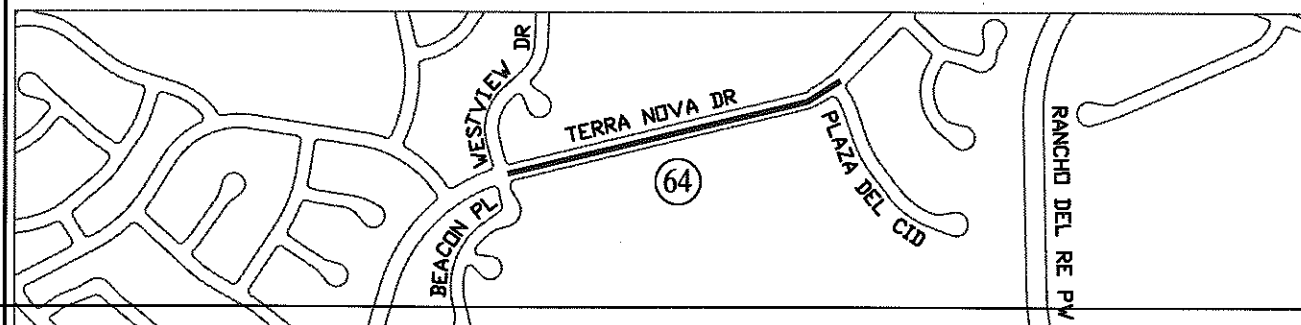 WESTVIEW DR
TERRA NOVA DR
64
BEACON PL
PLAZA DEL CID
RANCHO DEL RE PW